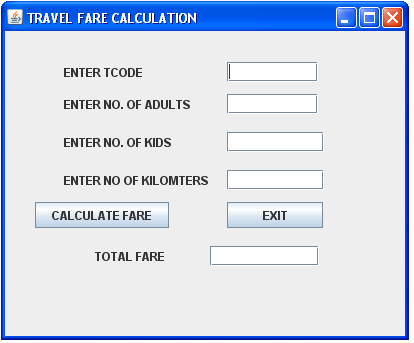 TRAVEL FARE CALCULATION
ENTER TCODE
ENTER NO. OF ADULTS
ENTER NO. OF KIDS
ENTER NO OF KILOMTERS
CALCULATE FARE EXIT
TOTAL FARE